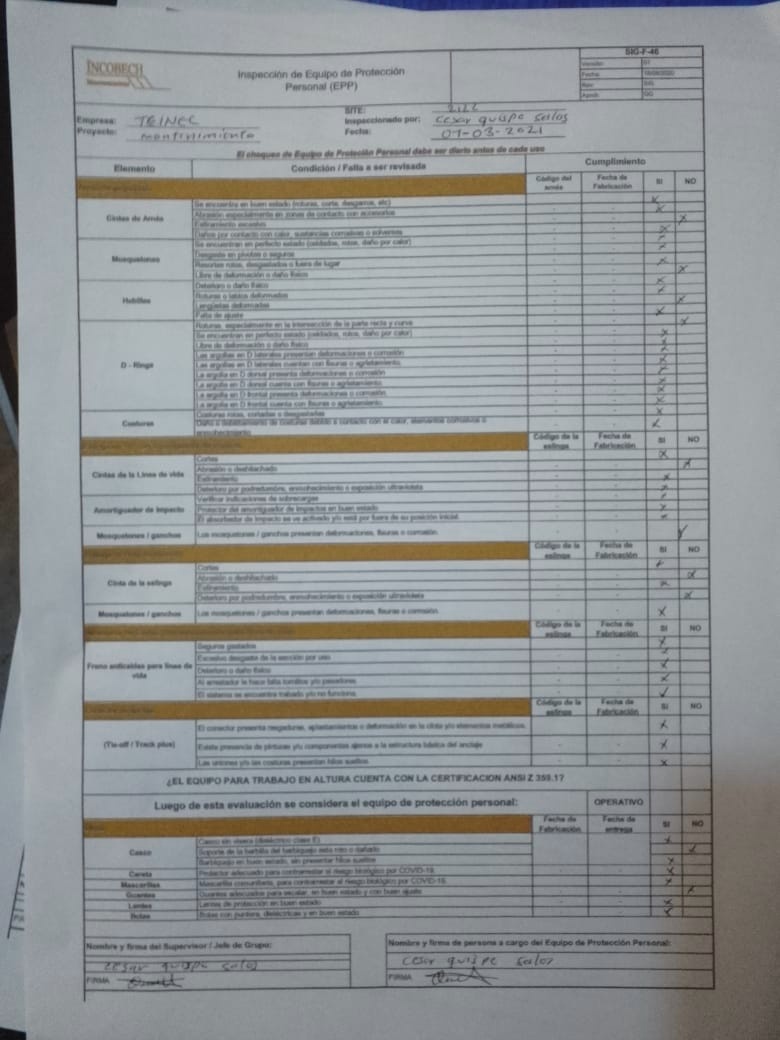 INCOBECH
Inspección de Equipo de Protección
Personal (EPP)
SIG-F-46
Versión: 01
Fecha:
Rev: SIG
Aprob: GG
Empresa: TEINEC
SITE:
Proyecto: mantenimiento
Inspeccionado por: cesar quispe salos
Fecha: 07-03-2021
El chequeo de Equipo de Protección Personal debe ser diario antes de cada uso
Elemento Condición / Falla a ser revisada Cumplimiento
Código del arnés Fecha de Fabricación SI NO
Cintas de Arnés
Se encuentra en buen estado (roturas, corte, desgarros, etc)
Abrasión especialmente en zonas de contacto con accesorios
Estiramiento excesivo
Daños por contacto con calor, sustancias corrosivas o solventes
Mosquetones
Se encuentran en perfecto estado (soldados, rotos, daño por calor)
Desgaste en pivotes o seguros
Resortes rotos, desgastados o fuera de lugar
Libre de deformación o daño físico
Hebillas
Deterioro o daño físico
Roturas o lados deformados
Lengüetas deformadas
Falta de ajuste
Roturas, especialmente en la intersección de la parte recta y curva
D - Rings
Se encuentran en perfecto estado (soldados, rotos, daño por calor)
Libre de deformación o daño físico
Las argollas en D laterales presentan deformaciones o corrosión
Las argollas en D laterales cuentan con fisuras o agrietamiento
La argolla en D dorsal presenta deformaciones o corrosión
La argolla en D dorsal cuenta con fisuras o agrietamiento
La argolla en D frontal presenta deformaciones o corrosión
La argolla en D frontal cuenta con fisuras o agrietamiento
Costuras
Costuras rotas, cortadas o desgastadas
Daño o debilitamiento de costuras debido a contacto con el calor, elementos corrosivos o
enmohecimiento
Código de la eslinga Fecha de Fabricación SI NO
Cintas de la Línea de vida
Cortes
Abrasión o deshilachado
Estiramiento
Deterioro por podredumbre, enmohecimiento o exposición ultravioleta
Amortiguador de Impacto
Verificar indicaciones de sobrecargas
Protector del amortiguador de impactos en buen estado
El absorbedor de impacto se ve activado y/o está por fuera de su posición inicial
Mosquetones / ganchos
Los mosquetones / ganchos presentan deformaciones, fisuras o corrosión
Código de la eslinga Fecha de Fabricación SI NO
Cinta de la eslinga
Cortes
Abrasión o deshilachado
Estiramiento
Deterioro por podredumbre, enmohecimiento o exposición ultravioleta
Mosquetones / ganchos
Los mosquetones / ganchos presentan deformaciones, fisuras o corrosión
Código de la eslinga Fecha de Fabricación SI NO
Freno anticaídas para línea de
vida
Seguros gastados
Excesivo desgaste de la sección por uso
Deterioro o daño físico
Al arrestador le hace falta tornillos y/o pasadores
El sistema se encuentra trabado y/o no funciona
Código de la eslinga Fecha de Fabricación SI NO
(Tie-off / Track plus)
El conector presenta rasgaduras, aplastamientos o deformación en la cinta y/o elementos metálicos.
Existe presencia de pinturas y/o componentes ajenos a la estructura básica del anclaje
Las uniones y/o las costuras presentan hilos sueltos
¿EL EQUIPO PARA TRABAJO EN ALTURA CUENTA CON LA CERTIFICACION ANSI Z 359.1?
Luego de esta evaluación se considera el equipo de protección personal: OPERATIVO
Fecha de Fabricación Fecha de entrega SI NO
Casco
Casco sin visera (dieléctrico clase E)
Soporte de la barbilla del barbiquejo esta roto o dañado
Barbiquejo en buen estado, sin presentar hilos sueltos
Careta Protector adecuado para contrarrestar el riesgo biológico por COVID-19.
Mascarillas Mascarilla comunitaria, para contrarrestar el riesgo biológico por COVID-19.
Guantes Guantes adecuados para escalar, en buen estado y con buen ajuste
Lentes Lentes de protección en buen estado
Botas Botas con puntera, dieléctricas y en buen estado
Nombre y firma del Supervisor / Jefe de Grupo:
cesar quispe salos
FIRMA
Nombre y firma de persona a cargo del Equipo de Protección Personal:
cesar quispe salos
FIRMA